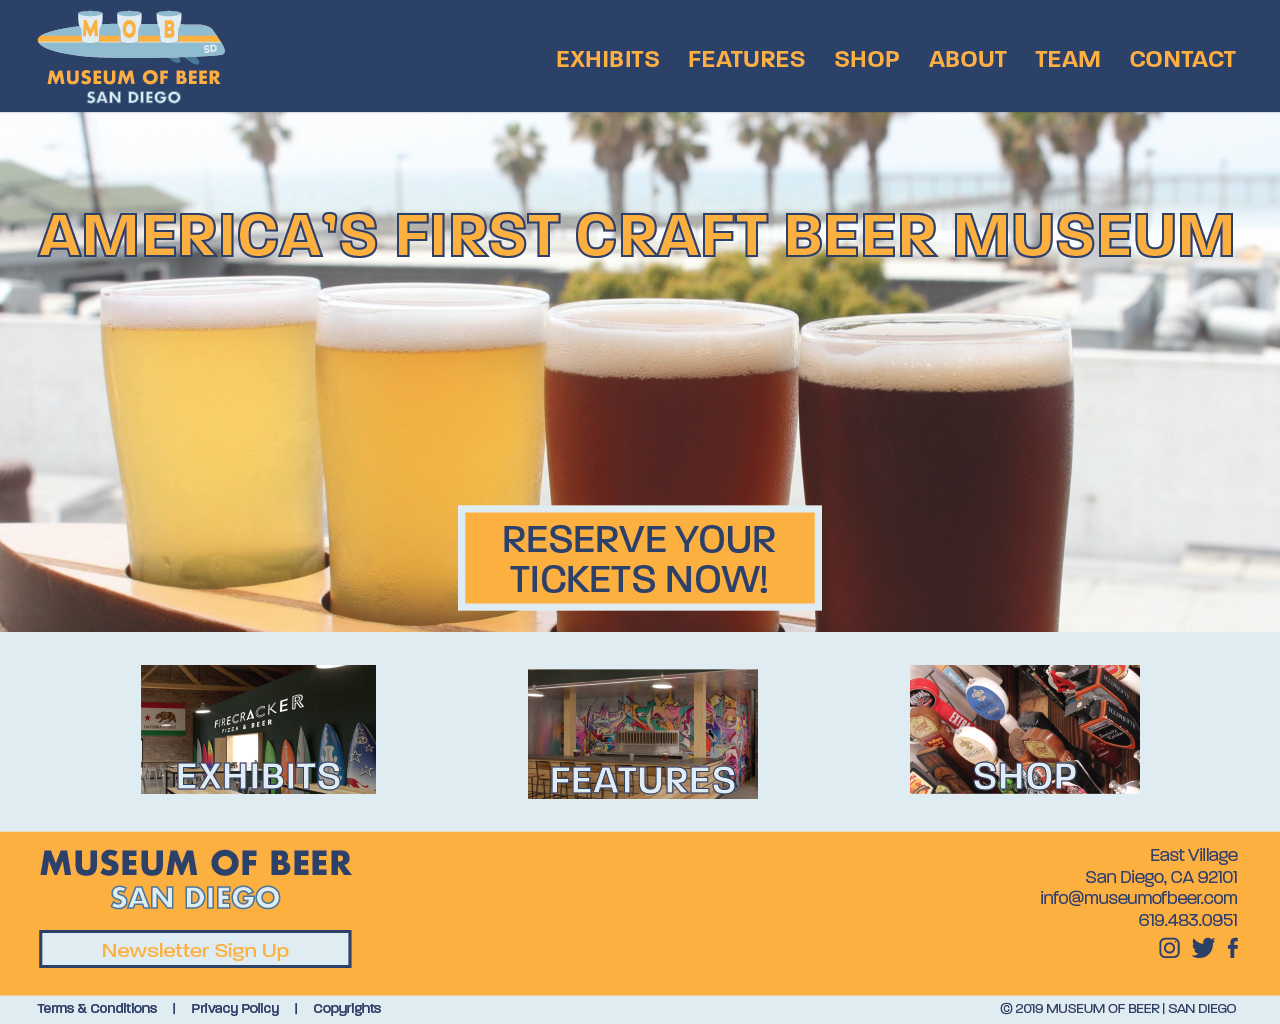 M O B
SD
MUSEUM OF BEER
SAN DIEGO
EXHIBITS FEATURES SHOP ABOUT TEAM CONTACT
AMERICA'S FIRST CRAFT BEER MUSEUM
RESERVE YOUR
TICKETS NOW!
FIRECRACKER
PIZZA & BEER
EXHIBITS
FEATURES
SHOP
MUSEUM OF BEER
SAN DIEGO
Newsletter Sign Up
East Village
San Diego, CA 92101
info@museumofbeer.com
619.483.0951
Terms & Conditions | Privacy Policy | Copyrights
© 2019 MUSEUM OF BEER | SAN DIEGO